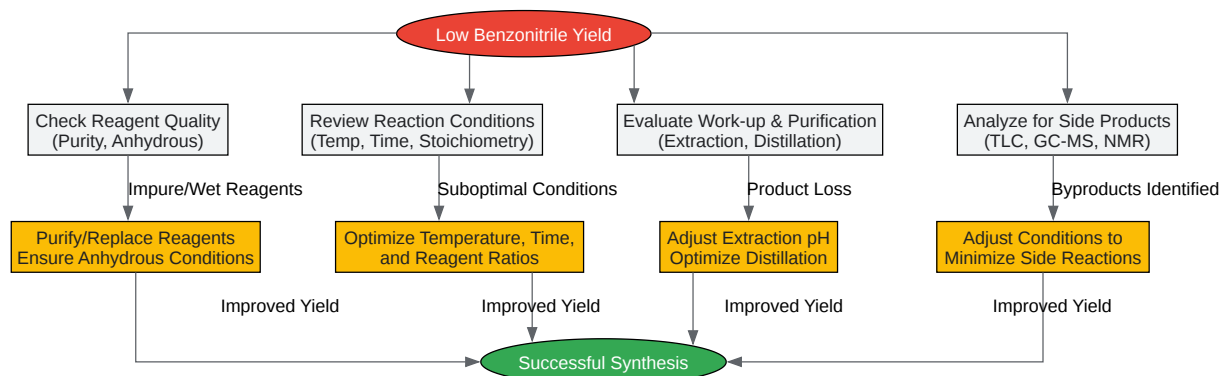 Low Benzonitrile Yield
Check Reagent Quality
(Purity, Anhydrous)
Review Reaction Conditions
(Temp, Time, Stoichiometry)
Evaluate Work-up & Purification
(Extraction, Distillation)
Analyze for Side Products
(TLC, GC-MS, NMR)
Impure/Wet Reagents
Suboptimal Conditions
Product Loss
Byproducts Identified
Purify/Replace Reagents
Ensure Anhydrous Conditions
Optimize Temperature, Time,
and Reagent Ratios
Adjust Extraction pH
Optimize Distillation
Adjust Conditions to
Minimize Side Reactions
Improved Yield
Improved Yield
Improved Yield
Improved Yield
Successful Synthesis